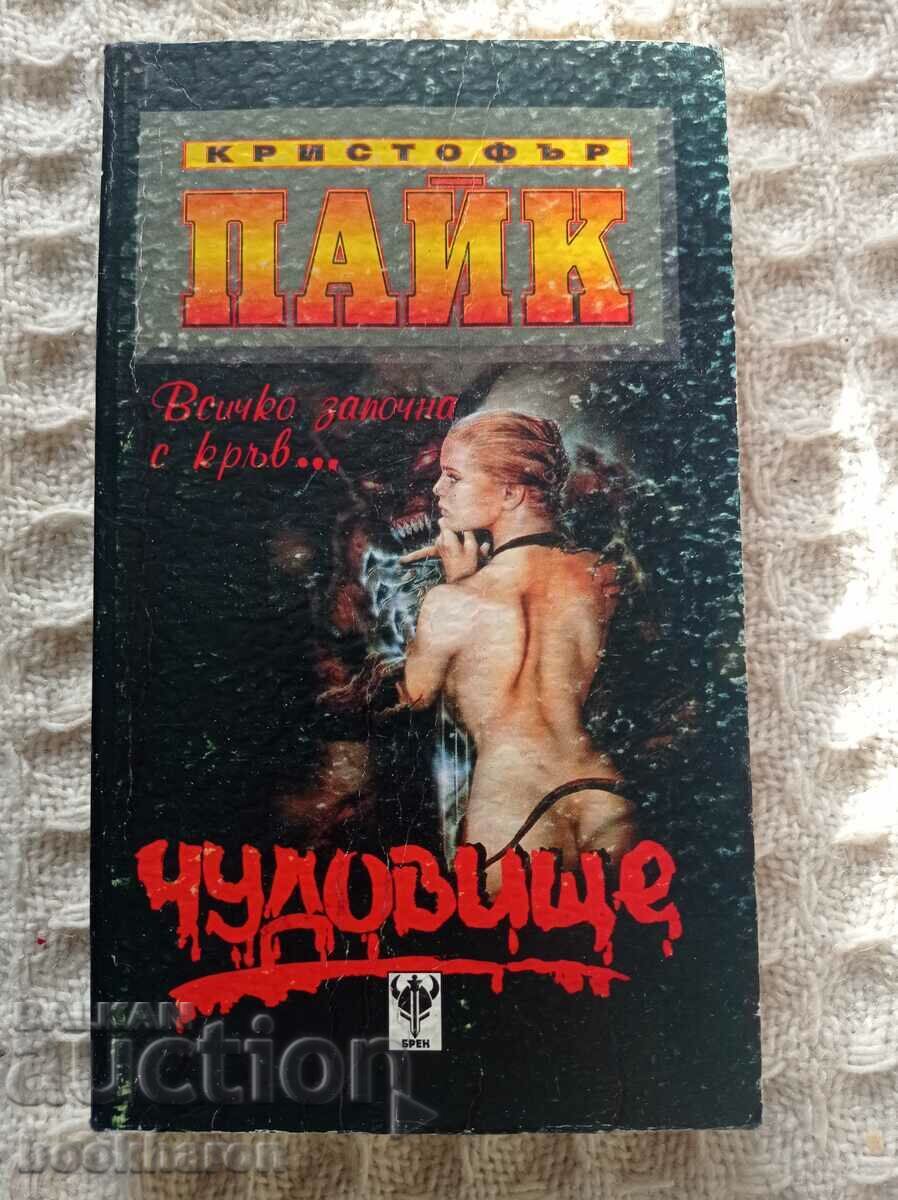 КРИСТОФЪР
ПАЙК
Всичко започна
с кръв...
ЧУДОВИЩЕ
БРЕН
BALKAN
auction
bookharon